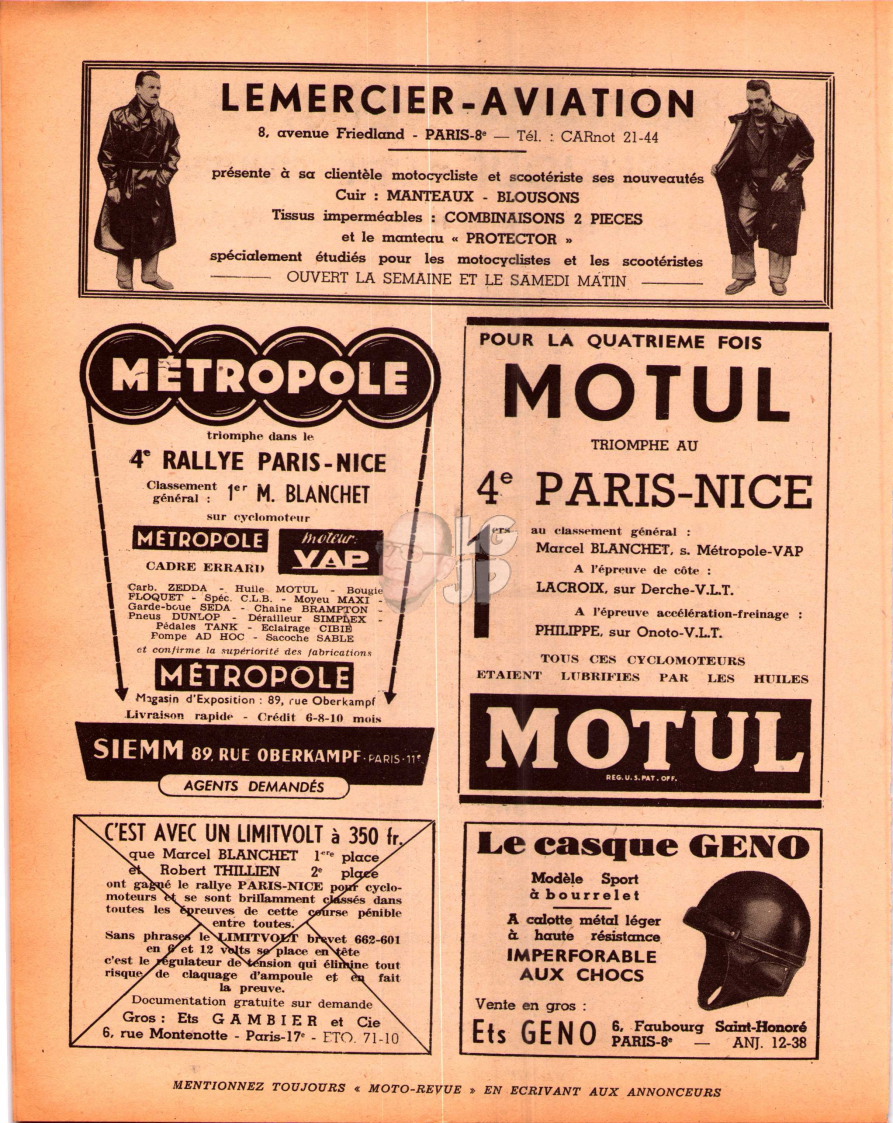 LEMERCIER-AVIATION
8, avenue Friedland - PARIS-8e — Tél. : CARnot 21-44
présente à sa clientèle motocycliste et scootériste ses nouveautés
Cuir : MANTEAUX - BLOUSONS
Tissus imperméables : COMBINAISONS 2 PIECES
et le manteau « PROTECTOR »
spécialement étudiés pour les motocyclistes et les scootéristes
OUVERT LA SEMAINE ET LE SAMEDI MATIN
MÉTROPOLE
triomphe dans le
4e RALLYE PARIS-NICE
Classement général : 1er M. BLANCHET
sur cyclomoteur
MÉTROPOLE
CADRE ERRARD
moteur
VAP
Carb. ZEDDA - Huile MOTUL - Bougie
FLOQUET - Spéc. C.L.B. - Moyeu MAXI -
Garde-boue SEDA - Chaine BRAMPTON -
Pneus DUNLOP - Dérailleur SIMPLEX -
Pédales TANK - Eclairage CIBIE
Pompe AD HOC - Sacoche SABLE
et confirme la supériorité des fabrications
MÉTROPOLE
Magasin d'Exposition : 89, rue Oberkampf
Livraison rapide - Crédit 6-8-10 mois
SIEMM 89, RUE OBERKAMPF - PARIS-11e
AGENTS DEMANDÉS
POUR LA QUATRIEME FOIS
MOTUL
TRIOMPHE AU
4e PARIS-NICE
1ers au classement général :
Marcel BLANCHET, s. Métropole-VAP
A l'épreuve de côte :
LACROIX, sur Derche-V.L.T.
A l'épreuve accélération-freinage :
PHILIPPE, sur Onoto-V.L.T.
TOUS CES CYCLOMOTEURS
ETAIENT LUBRIFIES PAR LES HUILES
MOTUL
REG. U.S. PAT. OFF.
LC
JP
C'EST AVEC UN LIMITVOLT à 350 fr.
que Marcel BLANCHET 1ere place
et Robert THILLIEN 2e place
ont gagné le rallye PARIS-NICE pour cyclo-
moteurs et se sont brillamment classés dans
toutes les épreuves de cette course pénible
entre toutes.
Sans phrases le LIMITVOLT brevet 662-601
en 6 et 12 volts se place en tête
c'est le régulateur de tension qui élimine tout
risque de claquage d'ampoule et en fait
la preuve.
Documentation gratuite sur demande
Gros : Ets GAMBIER et Cie
6, rue Montenotte - Paris-17e - ETO. 71-10
Le casque GENO
Modèle Sport
à bourrelet
A calotte métal léger
à haute résistance
IMPERFORABLE
AUX CHOCS
Vente en gros :
Ets GENO 6, Faubourg Saint-Honoré
PARIS-8e — ANJ. 12-38
MENTIONNEZ TOUJOURS « MOTO-REVUE » EN ECRIVANT AUX ANNONCEURS